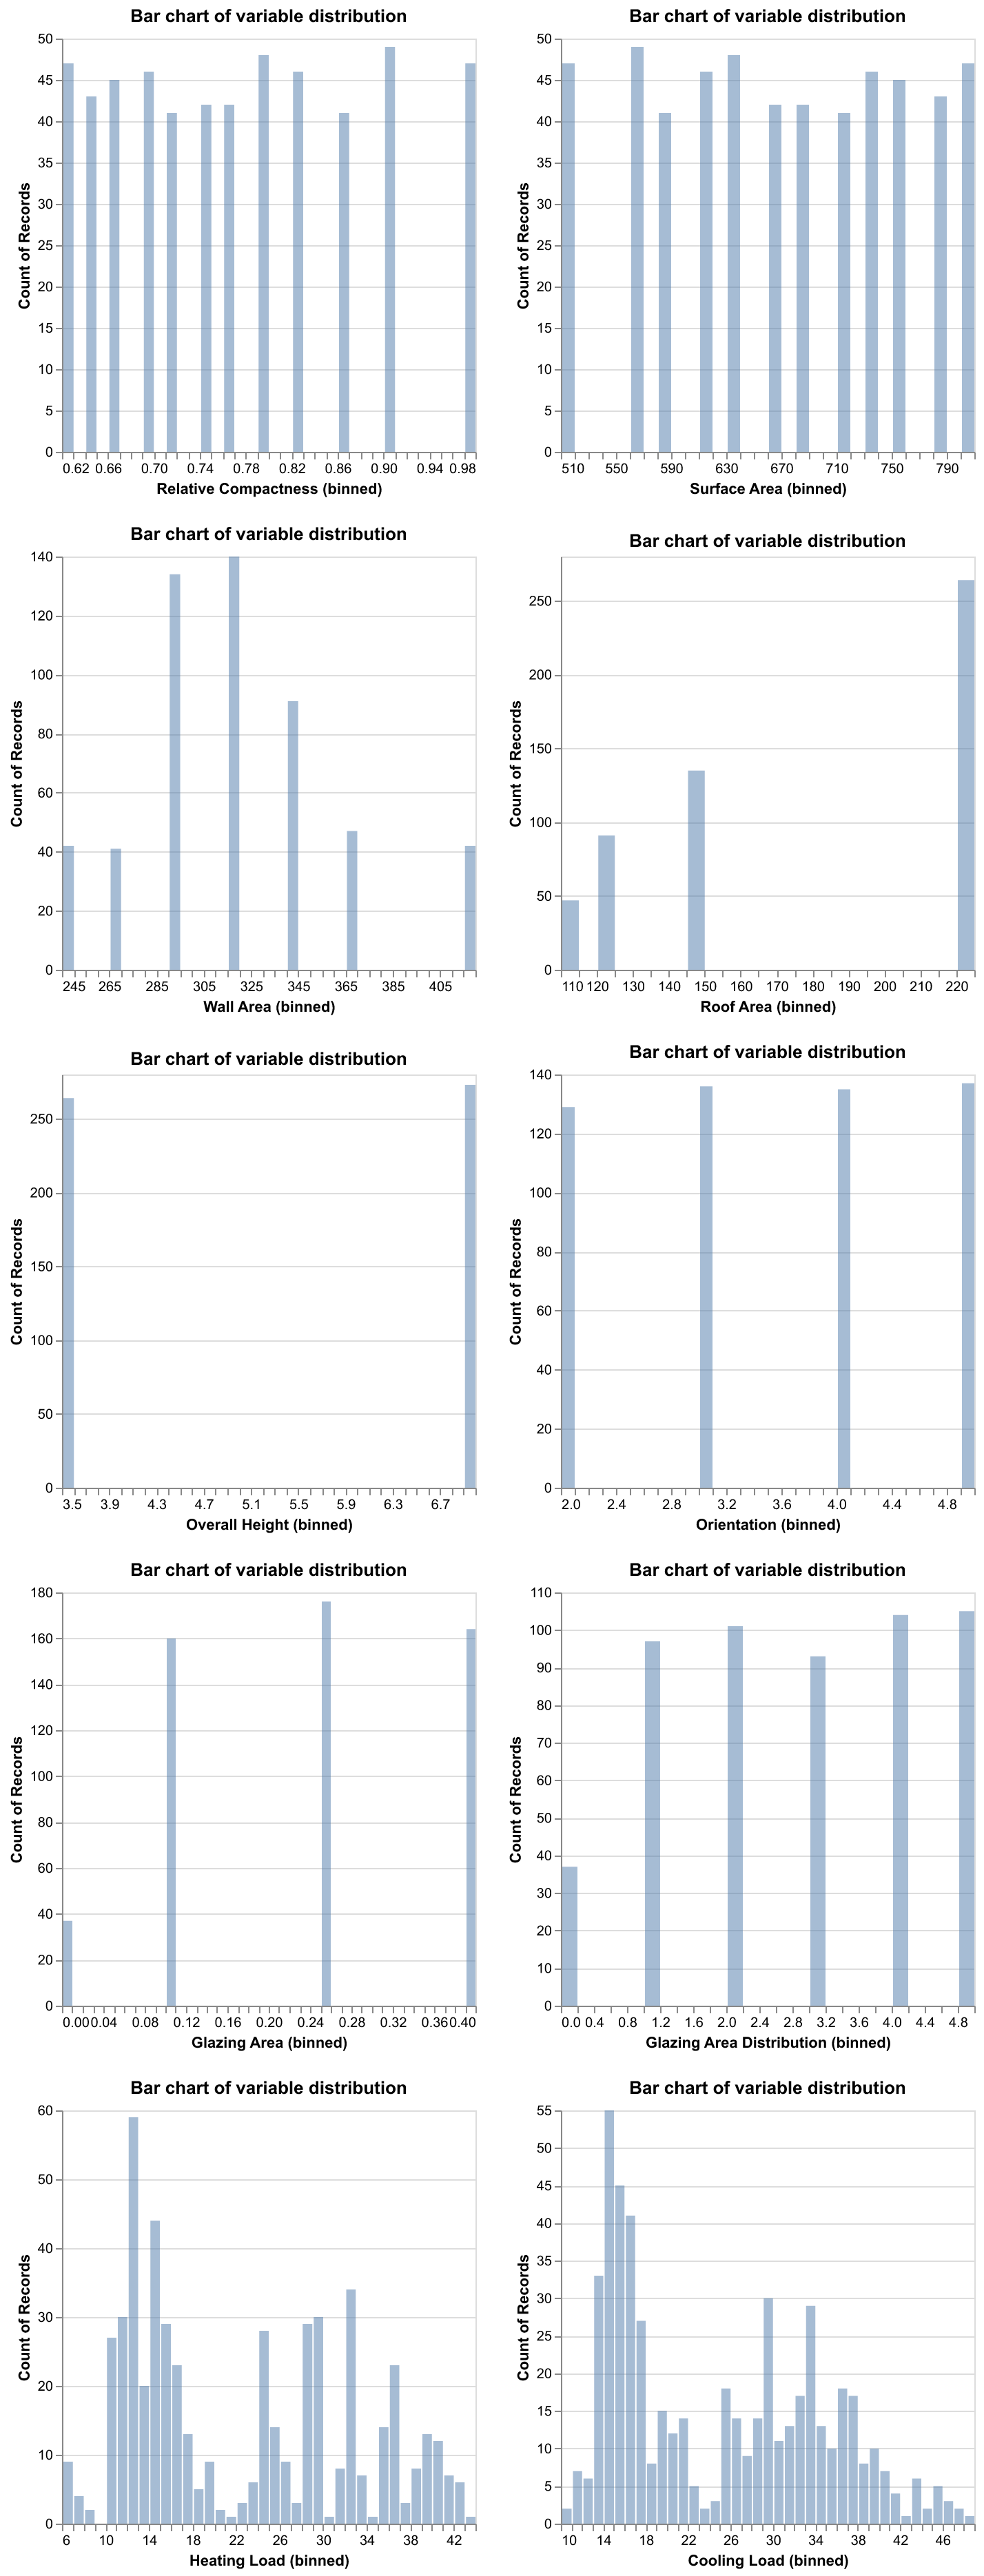 Bar chart of variable distribution
50
45
40
35
30
25
20
15
10
5
0
Count of Records
0.62 0.66 0.70 0.74 0.78 0.82 0.86 0.90 0.94 0.98
Relative Compactness (binned)
Bar chart of variable distribution
50
45
40
35
30
25
20
15
10
5
0
Count of Records
510 550 590 630 670 710 750 790
Surface Area (binned)
Bar chart of variable distribution
140
120
100
80
60
40
20
0
Count of Records
245 265 285 305 325 345 365 385 405
Wall Area (binned)
Bar chart of variable distribution
250
200
150
100
50
0
Count of Records
110 120 130 140 150 160 170 180 190 200 210 220
Roof Area (binned)
Bar chart of variable distribution
250
200
150
100
50
0
Count of Records
3.5 3.9 4.3 4.7 5.1 5.5 5.9 6.3 6.7
Overall Height (binned)
Bar chart of variable distribution
140
120
100
80
60
40
20
0
Count of Records
2.0 2.4 2.8 3.2 3.6 4.0 4.4 4.8
Orientation (binned)
Bar chart of variable distribution
180
160
140
120
100
80
60
40
20
0
Count of Records
0.00 0.04 0.08 0.12 0.16 0.20 0.24 0.28 0.32 0.36 0.40
Glazing Area (binned)
Bar chart of variable distribution
110
100
90
80
70
60
50
40
30
20
10
0
Count of Records
0.0 0.4 0.8 1.2 1.6 2.0 2.4 2.8 3.2 3.6 4.0 4.4 4.8
Glazing Area Distribution (binned)
Bar chart of variable distribution
60
50
40
30
20
10
0
Count of Records
6 10 14 18 22 26 30 34 38 42
Heating Load (binned)
Bar chart of variable distribution
55
50
45
40
35
30
25
20
15
10
5
0
Count of Records
10 14 18 22 26 30 34 38 42 46
Cooling Load (binned)